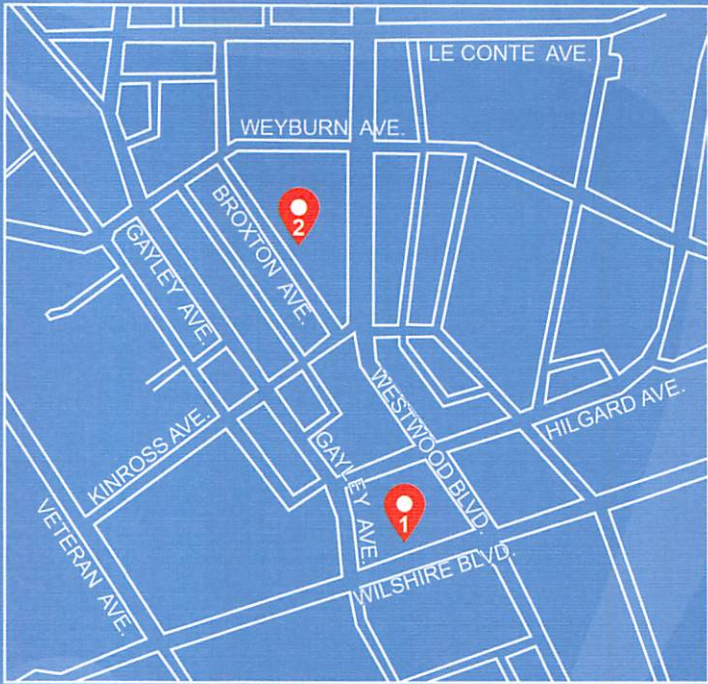 LE CONTE AVE.
WEYBURN AVE.
BROXTON AVE.
2
GAYLEY AVE.
WESTWOOD BLVD.
HILGARD AVE.
KINROSS AVE.
GAYLEY AVE.
1
VETERAN AVE.
WILSHIRE BLVD.